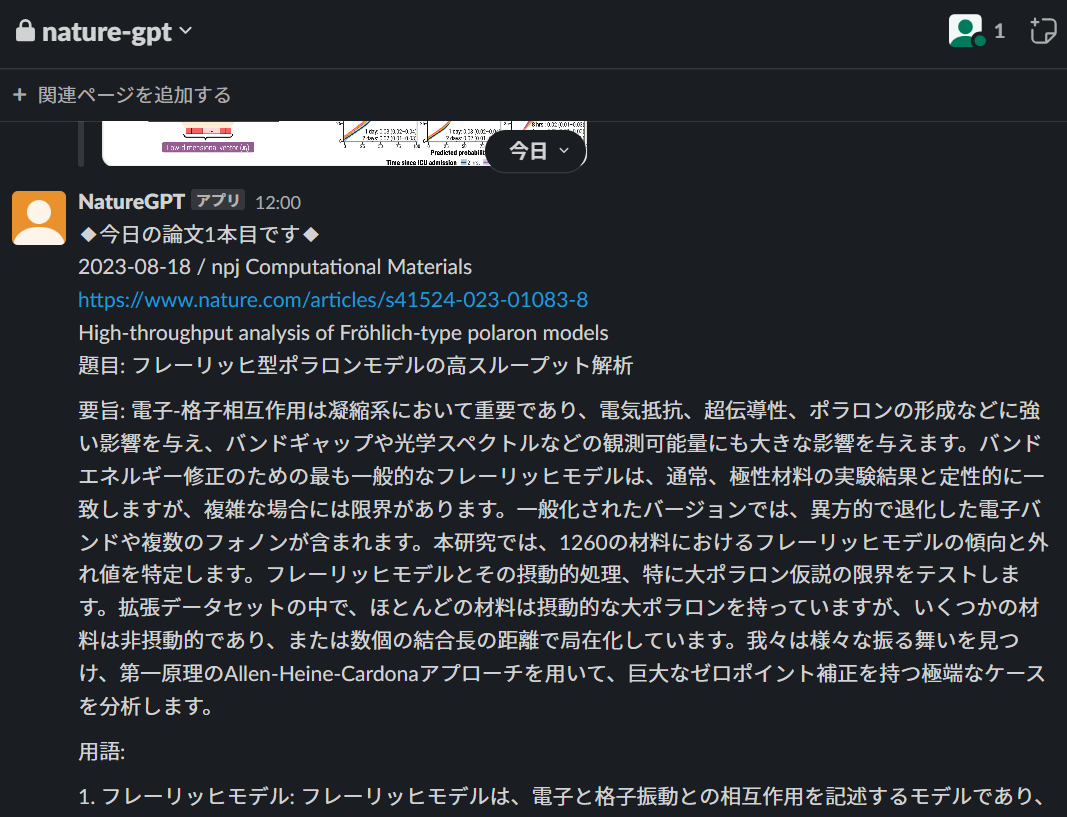 nature-gpt
1
+ 関連ページを追加する
Low-dimensional vector
1 day:
Predicted probability
Time since ICU admission
今日
NatureGPT アプリ 12:00
◆今日の論文1本目です◆
2023-08-18 / npj Computational Materials
https://www.nature.com/articles/s41524-023-01083-8
High-throughput analysis of Fröhlich-type polaron models
題目: フレーリッヒ型ポラロンモデルの高スループット解析
要旨: 電子-格子相互作用は凝縮系において重要であり、電気抵抗、超伝導性、ポラロンの形成などに強
い影響を与え、バンドギャップや光学スペクトルなどの観測可能量にも大きな影響を与えます。バンド
エネルギー修正のための最も一般的なフレーリッヒモデルは、通常、極性材料の実験結果と定性的に一
致しますが、複雑な場合には限界があります。一般化されたバージョンでは、異方的で退化した電子バ
ンドや複数のフォノンが含まれます。本研究では、1260の材料におけるフレーリッヒモデルの傾向と外
れ値を特定します。フレーリッヒモデルとその摂動的処理、特に大ポラロン仮説の限界をテストしま
す。拡張データセットの中で、ほとんどの材料は摂動的な大ポラロンを持っていますが、いくつかの材
料は非摂動的であり、または数個の結合長の距離で局在化しています。我々は様々な振る舞いを見つ
け、第一原理のAllen-Heine-Cardonaアプローチを用いて、巨大なゼロポイント補正を持つ極端なケース
を分析します。
用語:
1. フレーリッヒモデル: フレーリッヒモデルは、電子と格子振動との相互作用を記述するモデルであり、